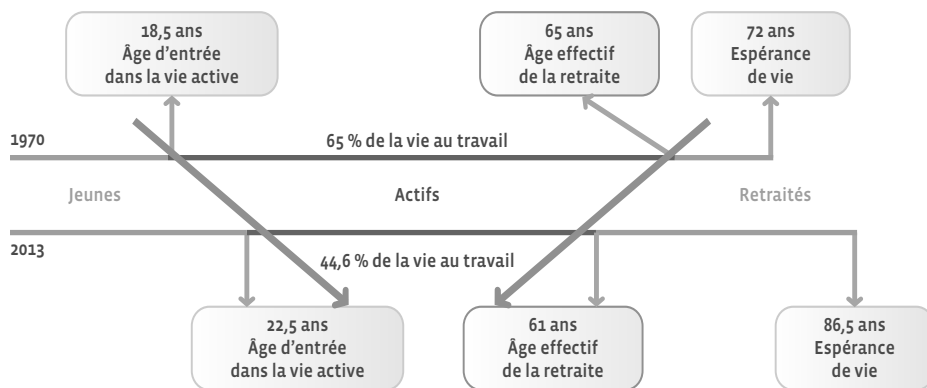 18,5 ans
Âge d'entrée
dans la vie active
65 ans
Âge effectif
de la retraite
72 ans
Espérance
de vie
1970
65 % de la vie au travail
Jeunes
Actifs
Retraités
2013
44,6 % de la vie au travail
22,5 ans
Âge d'entrée
dans la vie active
61 ans
Âge effectif
de la retraite
86,5 ans
Espérance
de vie